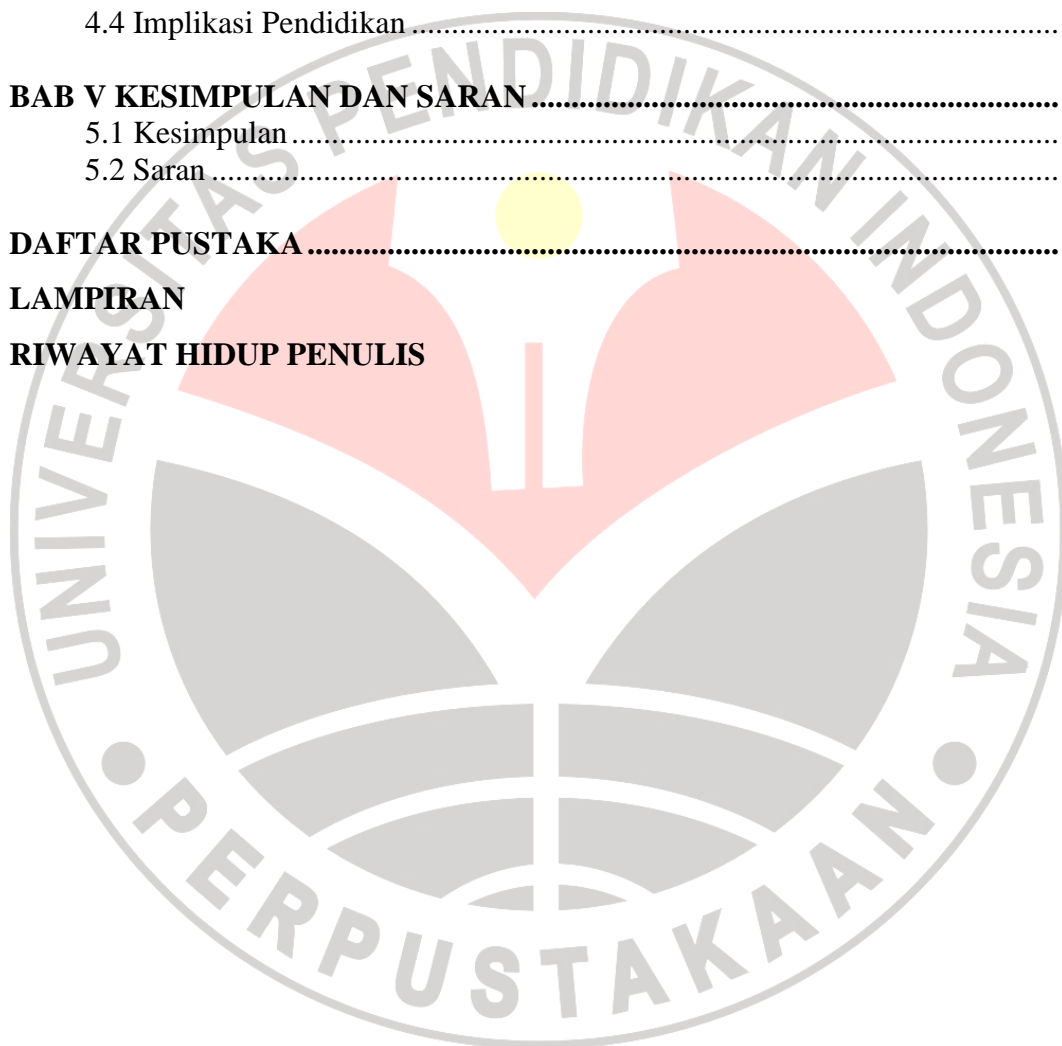 4.4 Implikasi Pendidikan ....................................................................................
BAB V KESIMPULAN DAN SARAN ...................................................................
5.1 Kesimpulan ....................................................................................................
5.2 Saran ..............................................................................................................
DAFTAR PUSTAKA .............................................................................................
LAMPIRAN
RIWAYAT HIDUP PENULIS
UNIVERSITAS PENDIDIKAN INDONESIA
PERPUSTAKAAN